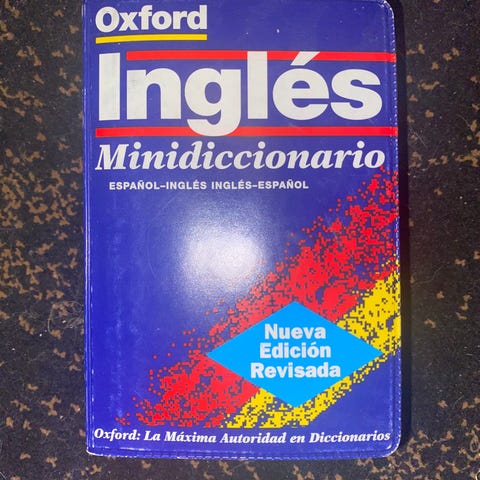 Oxford
Inglés
Minidiccionario
ESPAÑOL–INGLÉS INGLÉS–ESPAÑOL
Nueva
Edición
Revisada
Oxford: La Máxima Autoridad en Diccionarios